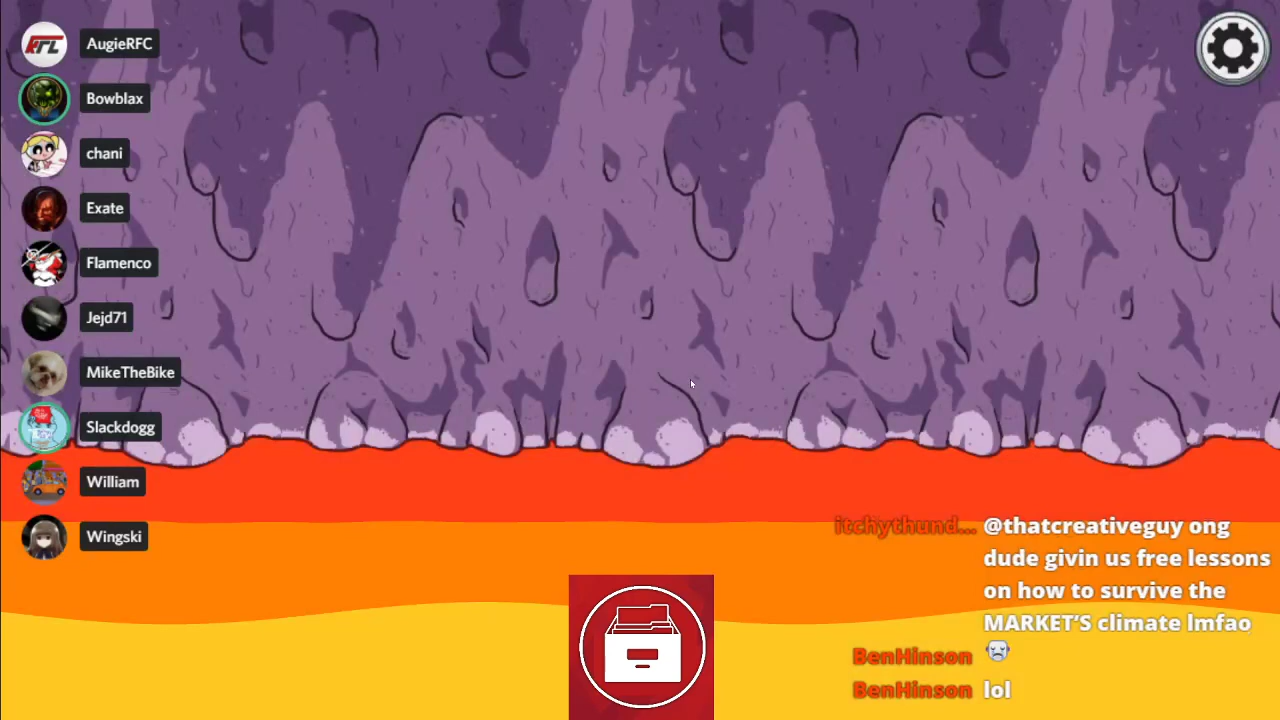 AugieRFC
Bowblax
chani
Exate
Flamenco
Jejd71
MikeTheBike
Slackdogg
William
Wingski
itchythund... @thatcreativeguy ong
dude givin us free lessons
on how to survive the
MARKET'S climate lmfao
BenHinson
BenHinson lol